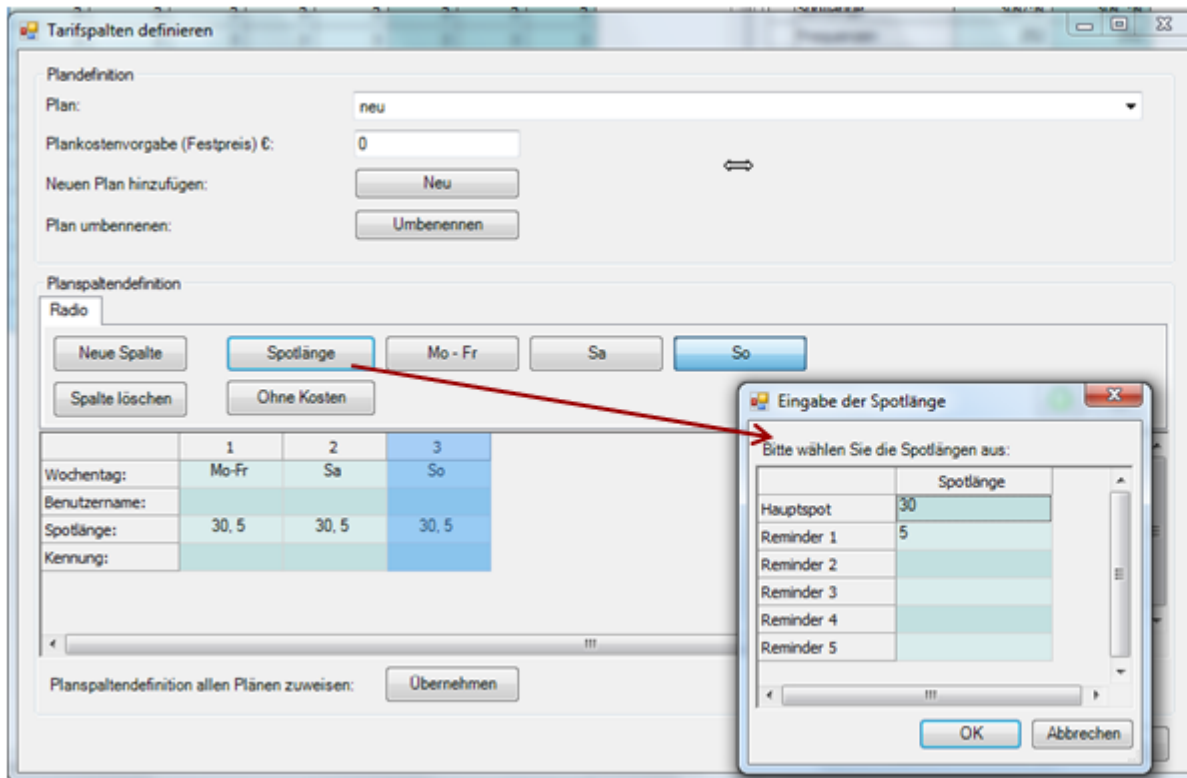 Tarifspalten definieren
Plandefinition
Plan: neu
Plankostenvorgabe (Festpreis) €: 0
Neuen Plan hinzufügen: Neu
Plan umbennenen: Umbenennen
Planspaltendefinition
Radio
Neue Spalte Spotlänge Mo - Fr Sa So
Spalte löschen Ohne Kosten
1 2 3
Wochentag: Mo-Fr Sa So
Benutzername:
Spotlänge: 30, 5 30, 5 30, 5
Kennung:
Planspaltendefinition allen Plänen zuweisen: Übernehmen
Eingabe der Spotlänge
Bitte wählen Sie die Spotlängen aus:
Spotlänge
Hauptspot 30
Reminder 1 5
Reminder 2
Reminder 3
Reminder 4
Reminder 5
OK Abbrechen